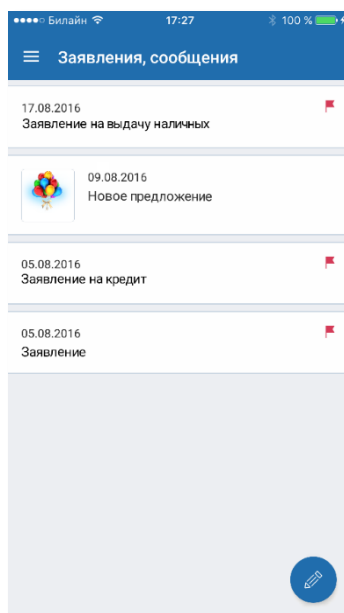 Билайн 17:27 100 %
Заявления, сообщения
17.08.2016
Заявление на выдачу наличных
09.08.2016
Новое предложение
05.08.2016
Заявление на кредит
05.08.2016
Заявление